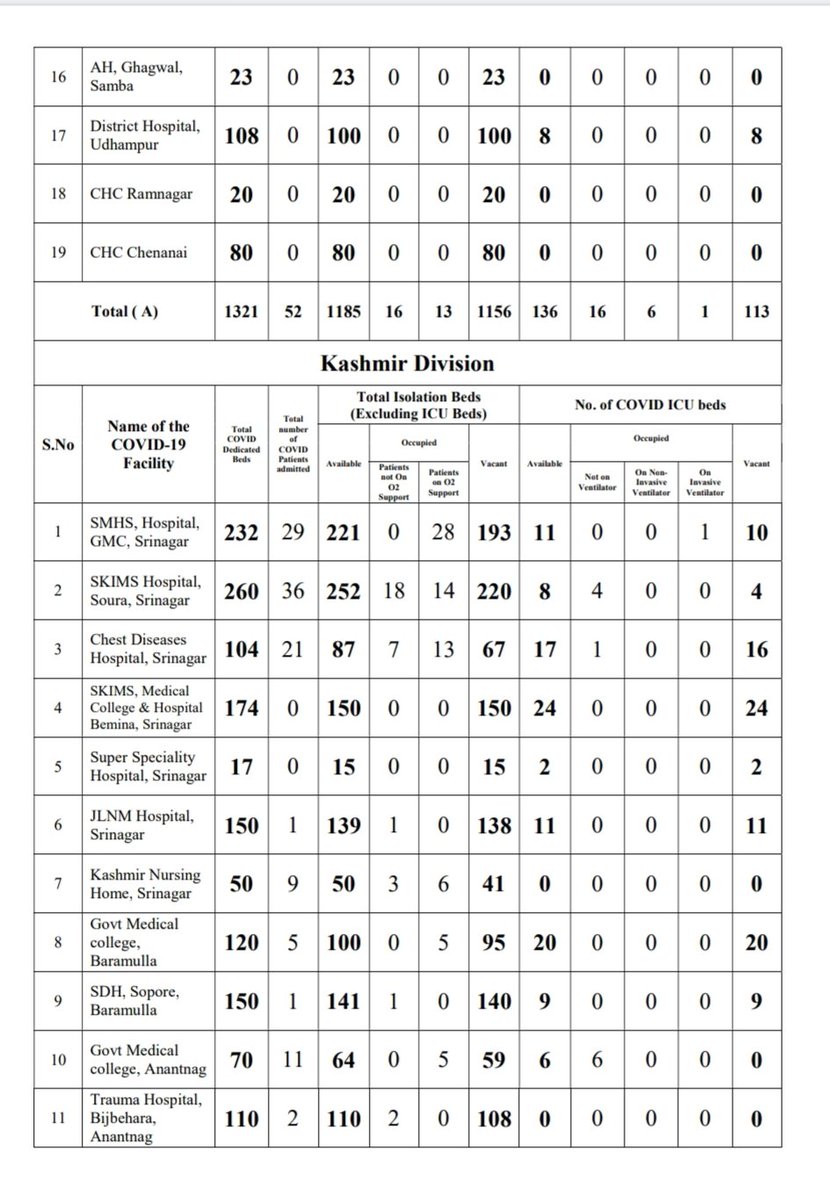 16 AH, Ghagwal, Samba 23 0 23 0 0 23 0 0 0 0 0
17 District Hospital, Udhampur 108 0 100 0 0 100 8 0 0 0 8
18 CHC Ramnagar 20 0 20 0 0 20 0 0 0 0 0
19 CHC Chenanai 80 0 80 0 0 80 0 0 0 0 0
Total ( A) 1321 52 1185 16 13 1156 136 16 6 1 113
Kashmir Division
S.No
Name of the COVID-19 Facility
Total COVID Dedicated Beds
Total number of COVID Patients admitted
Total Isolation Beds (Excluding ICU Beds)
No. of COVID ICU beds
Available
Occupied
Patients not On O2 Support
Patients on O2 Support
Vacant
Available
Occupied
Not on Ventilator
On Non-Invasive Ventilator
On Invasive Ventilator
Vacant
1 SMHS, Hospital, GMC, Srinagar 232 29 221 0 28 193 11 0 0 1 10
2 SKIMS Hospital, Soura, Srinagar 260 36 252 18 14 220 8 4 0 0 4
3 Chest Diseases Hospital, Srinagar 104 21 87 7 13 67 17 1 0 0 16
4 SKIMS, Medical College & Hospital Bemina, Srinagar 174 0 150 0 0 150 24 0 0 0 24
5 Super Speciality Hospital, Srinagar 17 0 15 0 0 15 2 0 0 0 2
6 JLNM Hospital, Srinagar 150 1 139 1 0 138 11 0 0 0 11
7 Kashmir Nursing Home, Srinagar 50 9 50 3 6 41 0 0 0 0 0
8 Govt Medical college, Baramulla 120 5 100 0 5 95 20 0 0 0 20
9 SDH, Sopore, Baramulla 150 1 141 1 0 140 9 0 0 0 9
10 Govt Medical college, Anantnag 70 11 64 0 5 59 6 6 0 0 0
11 Trauma Hospital, Bijbehara, Anantnag 110 2 110 2 0 108 0 0 0 0 0